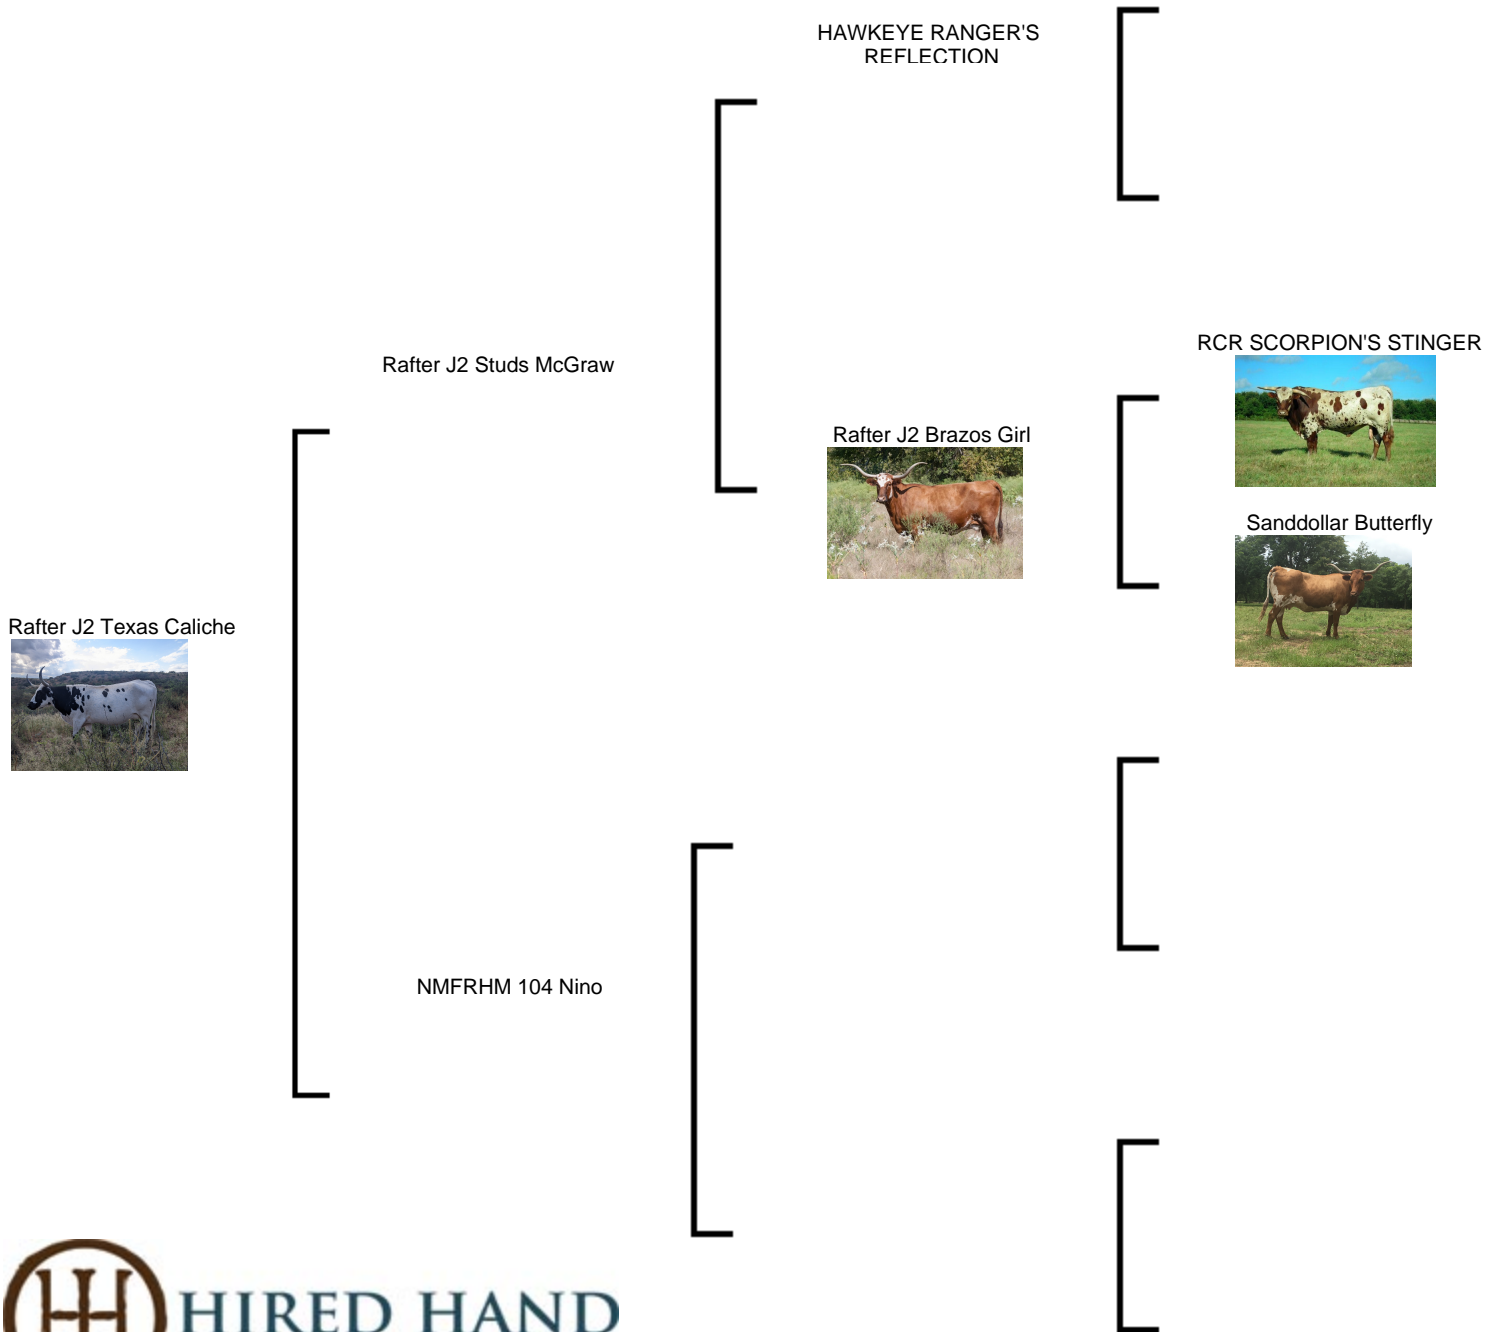 HAWKEYE RANGER'S
REFLECTION
RCR SCORPION'S STINGER
Rafter J2 Studs McGraw
Rafter J2 Brazos Girl
Sanddollar Butterfly
Rafter J2 Texas Caliche
NMFRHM 104 Nino
HIRED HAND